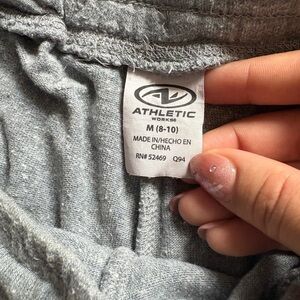 ATHLETIC
WORKS®
M (8-10)
MADE IN/HECHO EN
CHINA
RN# 52469 Q94